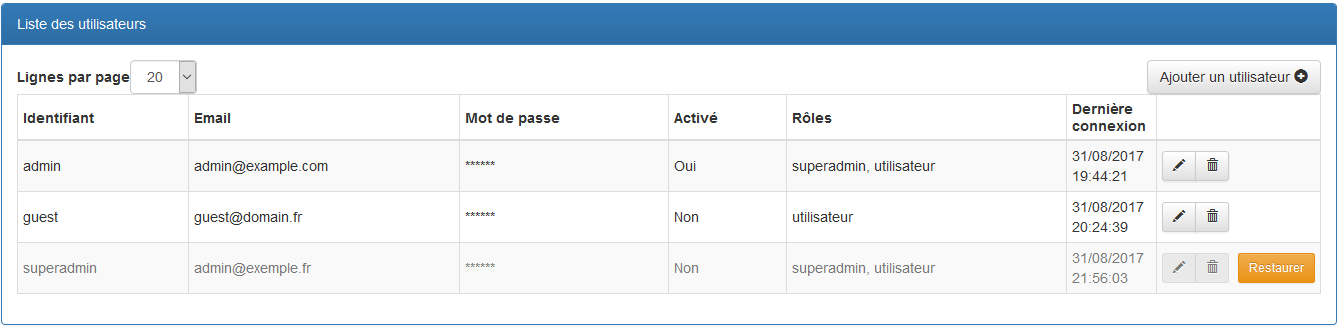 Liste des utilisateurs
Lignes par page 20
Ajouter un utilisateur
Identifiant Email Mot de passe Activé Rôles Dernière connexion
admin admin@example.com ****** Oui superadmin, utilisateur 31/08/2017 19:44:21
guest guest@domain.fr ****** Non utilisateur 31/08/2017 20:24:39
superadmin admin@exemple.fr ****** Non superadmin, utilisateur 31/08/2017 21:56:03 Restaurer